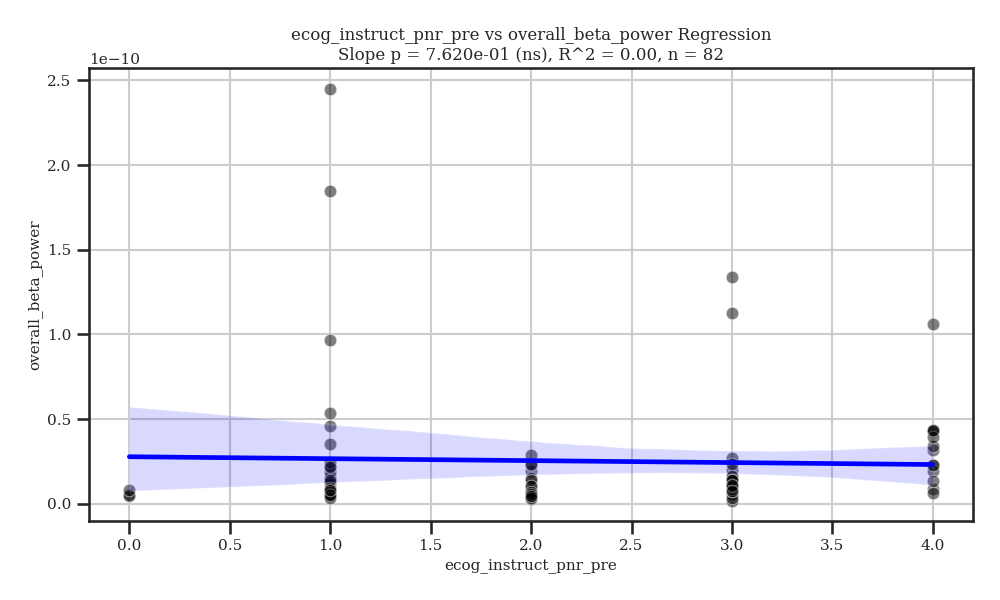 ecog_instruct_pnr_pre vs overall_beta_power Regression
Slope p = 7.620e-01 (ns), R^2 = 0.00, n = 82
1e−10
2.5
2.0
1.5
1.0
0.5
0.0
overall_beta_power
0.0 0.5 1.0 1.5 2.0 2.5 3.0 3.5 4.0
ecog_instruct_pnr_pre